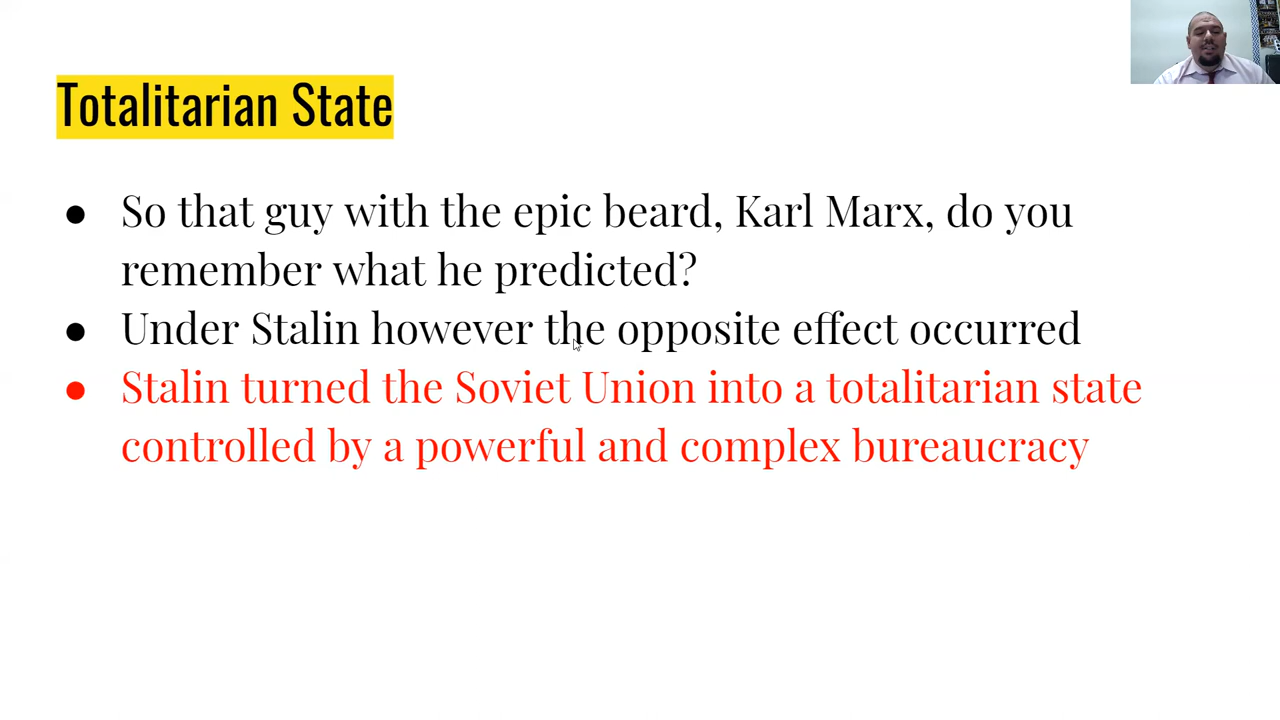 Totalitarian State
● So that guy with the epic beard, Karl Marx, do you
remember what he predicted?
● Under Stalin however the opposite effect occurred
● Stalin turned the Soviet Union into a totalitarian state
controlled by a powerful and complex bureaucracy